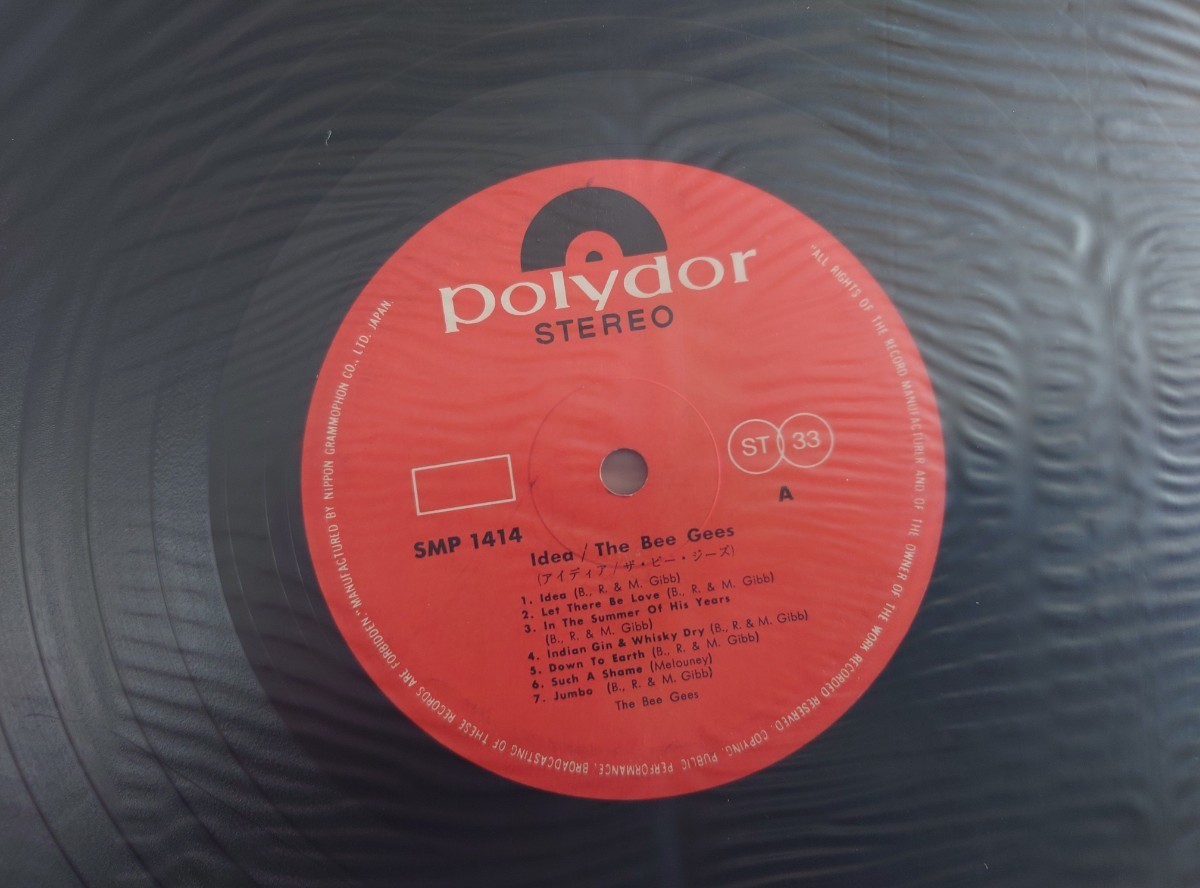 polydor
STEREO
ST 33
A
SMP 1414
Idea / The Bee Gees
(アイディア/ザ・ビー・ジーズ)
1. Idea (B., R. & M. Gibb)
2. Let There Be Love (B., R. & M. Gibb)
3. In The Summer Of His Years
(B., R. & M. Gibb)
4. Indian Gin & Whisky Dry (B., R. & M. Gibb)
5. Down To Earth (B., R. & M. Gibb)
6. Such A Shame (Melouney)
7. Jumbo (B., R. & M. Gibb)
The Bee Gees
"ALL RIGHTS OF THE RECORD MANUFACTURER AND OF THE OWNER OF THE WORK RECORDED RESERVED. COPYING, PUBLIC PERFORMANCE, BROADCASTING OF THESE RECORDS ARE FORBIDDEN." MANUFACTURED BY NIPPON GRAMMOPHON CO., LTD. JAPAN.